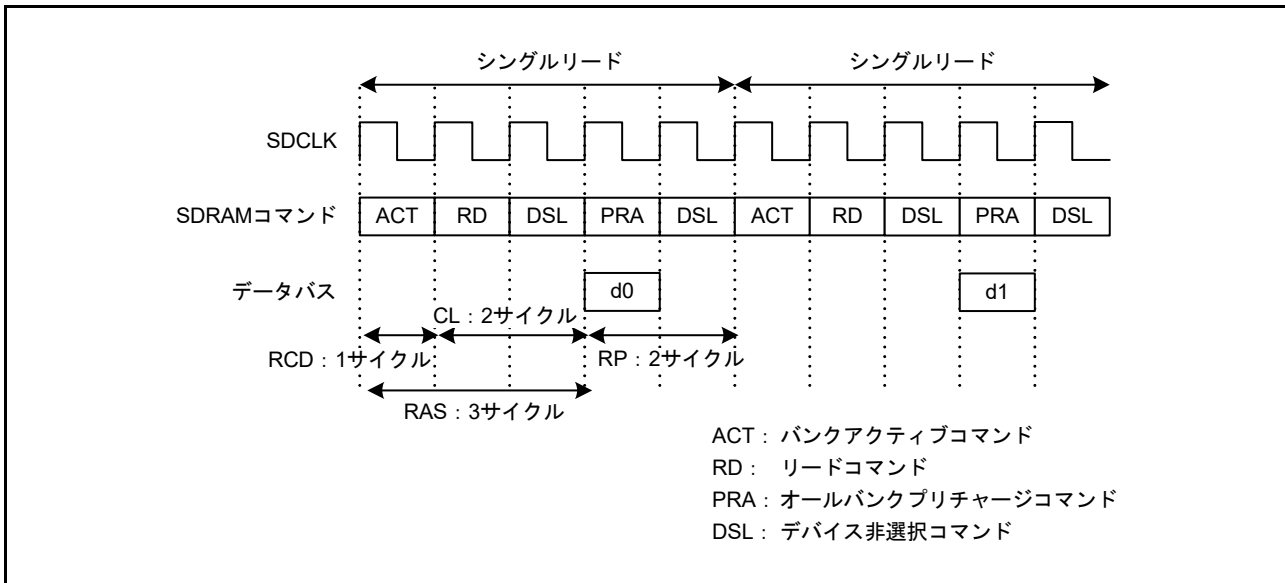 シングルリード シングルリード
SDCLK
SDRAMコマンド ACT RD DSL PRA DSL ACT RD DSL PRA DSL
データバス d0 d1
CL：2サイクル
RCD：1サイクル RP：2サイクル
RAS：3サイクル
ACT： バンクアクティブコマンド
RD： リードコマンド
PRA：オールバンクプリチャージコマンド
DSL： デバイス非選択コマンド